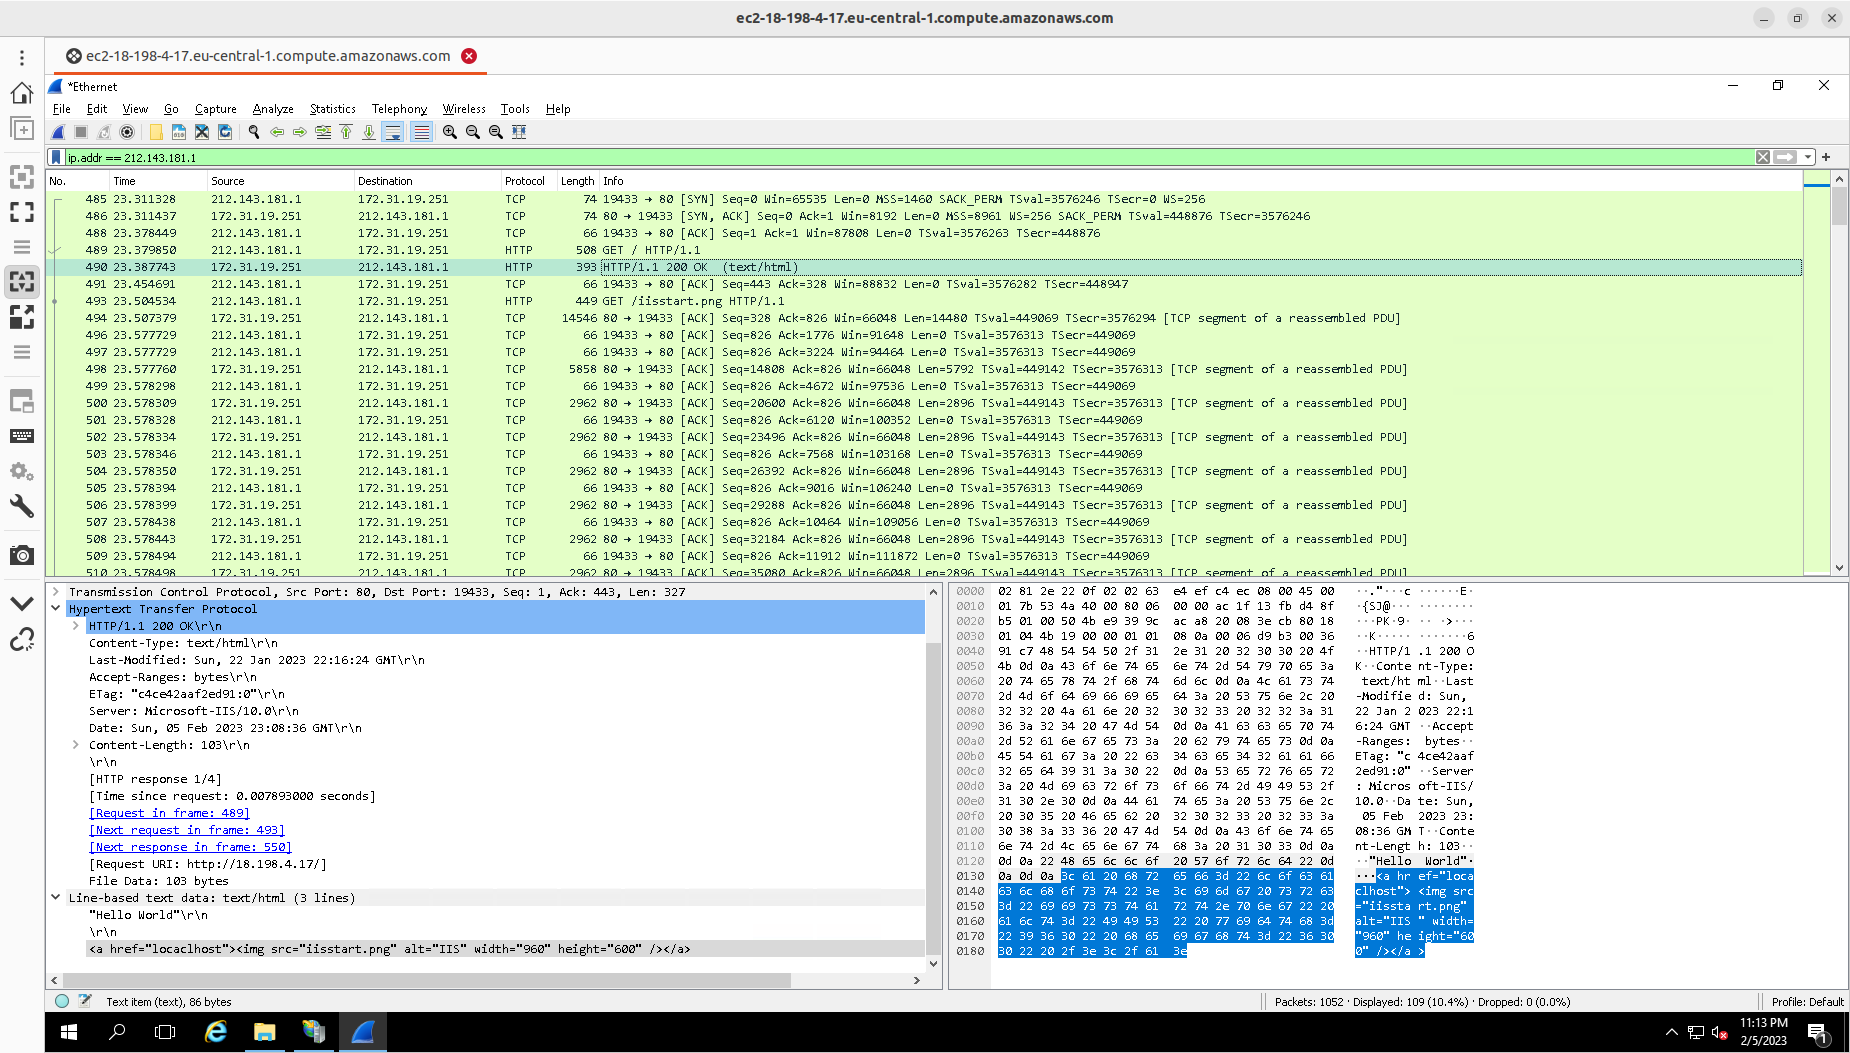 ec2-18-198-4-17.eu-central-1.compute.amazonaws.com
ec2-18-198-4-17.eu-central-1.compute.amazonaws.com
*Ethernet
File Edit View Go Capture Analyze Statistics Telephony Wireless Tools Help
ip.addr == 212.143.181.1
No. Time Source Destination Protocol Length Info
485 23.311328 212.143.181.1 172.31.19.251 TCP 74 19433 → 80 [SYN] Seq=0 Win=65535 Len=0 MSS=1460 SACK_PERM TSval=3576246 TSecr=0 WS=256
486 23.311437 172.31.19.251 212.143.181.1 TCP 74 80 → 19433 [SYN, ACK] Seq=0 Ack=1 Win=8192 Len=0 MSS=8961 WS=256 SACK_PERM TSval=448876 TSecr=3576246
488 23.378449 212.143.181.1 172.31.19.251 TCP 66 19433 → 80 [ACK] Seq=1 Ack=1 Win=87808 Len=0 TSval=3576263 TSecr=448876
489 23.379850 212.143.181.1 172.31.19.251 HTTP 508 GET / HTTP/1.1
490 23.387743 172.31.19.251 212.143.181.1 HTTP 393 HTTP/1.1 200 OK (text/html)
491 23.454691 212.143.181.1 172.31.19.251 TCP 66 19433 → 80 [ACK] Seq=443 Ack=328 Win=88832 Len=0 TSval=3576282 TSecr=448947
493 23.504534 212.143.181.1 172.31.19.251 HTTP 449 GET /iisstart.png HTTP/1.1
494 23.507379 172.31.19.251 212.143.181.1 TCP 14546 80 → 19433 [ACK] Seq=328 Ack=826 Win=66048 Len=14480 TSval=449069 TSecr=3576294 [TCP segment of a reassembled PDU]
496 23.577729 212.143.181.1 172.31.19.251 TCP 66 19433 → 80 [ACK] Seq=826 Ack=1776 Win=91648 Len=0 TSval=3576313 TSecr=449069
497 23.577729 212.143.181.1 172.31.19.251 TCP 66 19433 → 80 [ACK] Seq=826 Ack=3224 Win=94464 Len=0 TSval=3576313 TSecr=449069
498 23.577760 172.31.19.251 212.143.181.1 TCP 5858 80 → 19433 [ACK] Seq=14808 Ack=826 Win=66048 Len=5792 TSval=449142 TSecr=3576313 [TCP segment of a reassembled PDU]
499 23.578298 212.143.181.1 172.31.19.251 TCP 66 19433 → 80 [ACK] Seq=826 Ack=4672 Win=97536 Len=0 TSval=3576313 TSecr=449069
500 23.578309 172.31.19.251 212.143.181.1 TCP 2962 80 → 19433 [ACK] Seq=20600 Ack=826 Win=66048 Len=2896 TSval=449143 TSecr=3576313 [TCP segment of a reassembled PDU]
501 23.578328 212.143.181.1 172.31.19.251 TCP 66 19433 → 80 [ACK] Seq=826 Ack=6120 Win=100352 Len=0 TSval=3576313 TSecr=449069
502 23.578334 172.31.19.251 212.143.181.1 TCP 2962 80 → 19433 [ACK] Seq=23496 Ack=826 Win=66048 Len=2896 TSval=449143 TSecr=3576313 [TCP segment of a reassembled PDU]
503 23.578346 212.143.181.1 172.31.19.251 TCP 66 19433 → 80 [ACK] Seq=826 Ack=7568 Win=103168 Len=0 TSval=3576313 TSecr=449069
504 23.578350 172.31.19.251 212.143.181.1 TCP 2962 80 → 19433 [ACK] Seq=26392 Ack=826 Win=66048 Len=2896 TSval=449143 TSecr=3576313 [TCP segment of a reassembled PDU]
505 23.578394 212.143.181.1 172.31.19.251 TCP 66 19433 → 80 [ACK] Seq=826 Ack=9016 Win=106240 Len=0 TSval=3576313 TSecr=449069
506 23.578399 172.31.19.251 212.143.181.1 TCP 2962 80 → 19433 [ACK] Seq=29288 Ack=826 Win=66048 Len=2896 TSval=449143 TSecr=3576313 [TCP segment of a reassembled PDU]
507 23.578438 212.143.181.1 172.31.19.251 TCP 66 19433 → 80 [ACK] Seq=826 Ack=10464 Win=109056 Len=0 TSval=3576313 TSecr=449069
508 23.578443 172.31.19.251 212.143.181.1 TCP 2962 80 → 19433 [ACK] Seq=32184 Ack=826 Win=66048 Len=2896 TSval=449143 TSecr=3576313 [TCP segment of a reassembled PDU]
509 23.578494 212.143.181.1 172.31.19.251 TCP 66 19433 → 80 [ACK] Seq=826 Ack=11912 Win=111872 Len=0 TSval=3576313 TSecr=449069
510 23.578498 172.31.19.251 212.143.181.1 TCP 2962 80 → 19433 [ACK] Seq=35080 Ack=826 Win=66048 Len=2896 TSval=449143 TSecr=3576313 [TCP segment of a reassembled PDU]
Transmission Control Protocol, Src Port: 80, Dst Port: 19433, Seq: 1, Ack: 443, Len: 327
Hypertext Transfer Protocol
HTTP/1.1 200 OK\r\n
Content-Type: text/html\r\n
Last-Modified: Sun, 22 Jan 2023 22:16:24 GMT\r\n
Accept-Ranges: bytes\r\n
ETag: "c4ce42aaf2ed91:0"\r\n
Server: Microsoft-IIS/10.0\r\n
Date: Sun, 05 Feb 2023 23:08:36 GMT\r\n
Content-Length: 103\r\n
\r\n
[HTTP response 1/4]
[Time since request: 0.007893000 seconds]
[Request in frame: 489]
[Next request in frame: 493]
[Next response in frame: 550]
[Request URI: http://18.198.4.17/]
File Data: 103 bytes
Line-based text data: text/html (3 lines)
"Hello World"\r\n
\r\n
<a href="locaclhost"><img src="iisstart.png" alt="IIS" width="960" height="600" /></a>
0000 02 81 2e 22 0f 02 02 63 e4 ef c4 ec 08 00 45 00 ··."···c ······E·
0010 01 7b 53 4a 40 00 80 06 00 00 ac 1f 13 fb d4 8f ·{SJ@··· ········
0020 b5 01 00 50 4b e9 39 9c ac a8 20 08 3e cb 80 18 ···PK·9· ·· ·>···
0030 01 04 4b 19 00 00 01 01 08 0a 00 06 d9 b3 00 36 ··K····· ·······6
0040 91 c7 48 54 54 50 2f 31 2e 31 20 32 30 30 20 4f ··HTTP/1 .1 200 O
0050 4b 0d 0a 43 6f 6e 74 65 6e 74 2d 54 79 70 65 3a K··Conte nt-Type:
0060 20 74 65 78 74 2f 68 74 6d 6c 0d 0a 4c 61 73 74 text/ht ml··Last
0070 2d 4d 6f 64 69 66 69 65 64 3a 20 53 75 6e 2c 20 -Modifie d: Sun,
0080 32 32 20 4a 61 6e 20 32 30 32 33 20 32 32 3a 31 22 Jan 2 023 22:1
0090 36 3a 32 34 20 47 4d 54 0d 0a 41 63 63 65 70 74 6:24 GMT ··Accept
00a0 2d 52 61 6e 67 65 73 3a 20 62 79 74 65 73 0d 0a -Ranges: bytes··
00b0 45 54 61 67 3a 20 22 63 34 63 65 34 32 61 61 66 ETag: "c 4ce42aaf
00c0 32 65 64 39 31 3a 30 22 0d 0a 53 65 72 76 65 72 2ed91:0" ··Server
00d0 3a 20 4d 69 63 72 6f 73 6f 66 74 2d 49 49 53 2f : Micros oft-IIS/
00e0 31 30 2e 30 0d 0a 44 61 74 65 3a 20 53 75 6e 2c 10.0··Da te: Sun,
00f0 20 30 35 20 46 65 62 20 32 30 32 33 20 32 33 3a 05 Feb 2023 23:
0100 30 38 3a 33 36 20 47 4d 54 0d 0a 43 6f 6e 74 65 08:36 GM T··Conte
0110 6e 74 2d 4c 65 6e 67 74 68 3a 20 31 30 33 0d 0a nt-Lengt h: 103··
0120 0d 0a 22 48 65 6c 6c 6f 20 57 6f 72 6c 64 22 0d ··"Hello World"·
0130 0a 0d 0a 3c 61 20 68 72 65 66 3d 22 6c 6f 63 61 ···<a hr ef="loca
0140 63 6c 68 6f 73 74 22 3e 3c 69 6d 67 20 73 72 63 clhost"> <img src
0150 3d 22 69 69 73 73 74 61 72 74 2e 70 6e 67 22 20 ="iissta rt.png"
0160 61 6c 74 3d 22 49 49 53 22 20 77 69 64 74 68 3d alt="IIS " width=
0170 22 39 36 30 22 20 68 65 69 67 68 74 3d 22 36 30 "960" he ight="60
0180 30 22 20 2f 3e 3c 2f 61 3e 0" /></a >
Text item (text), 86 bytes
Packets: 1052 · Displayed: 109 (10.4%) · Dropped: 0 (0.0%)
Profile: Default
11:13 PM
2/5/2023
1